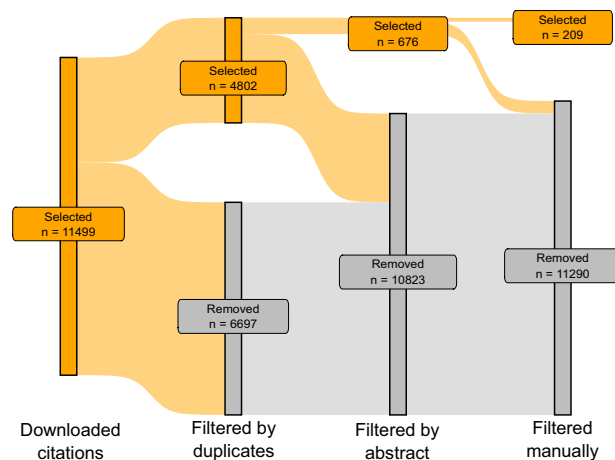 Selected
n = 11499
Selected
n = 4802
Removed
n = 6697
Selected
n = 676
Removed
n = 10823
Selected
n = 209
Removed
n = 11290
Downloaded
citations
Filtered by
duplicates
Filtered by
abstract
Filtered
manually